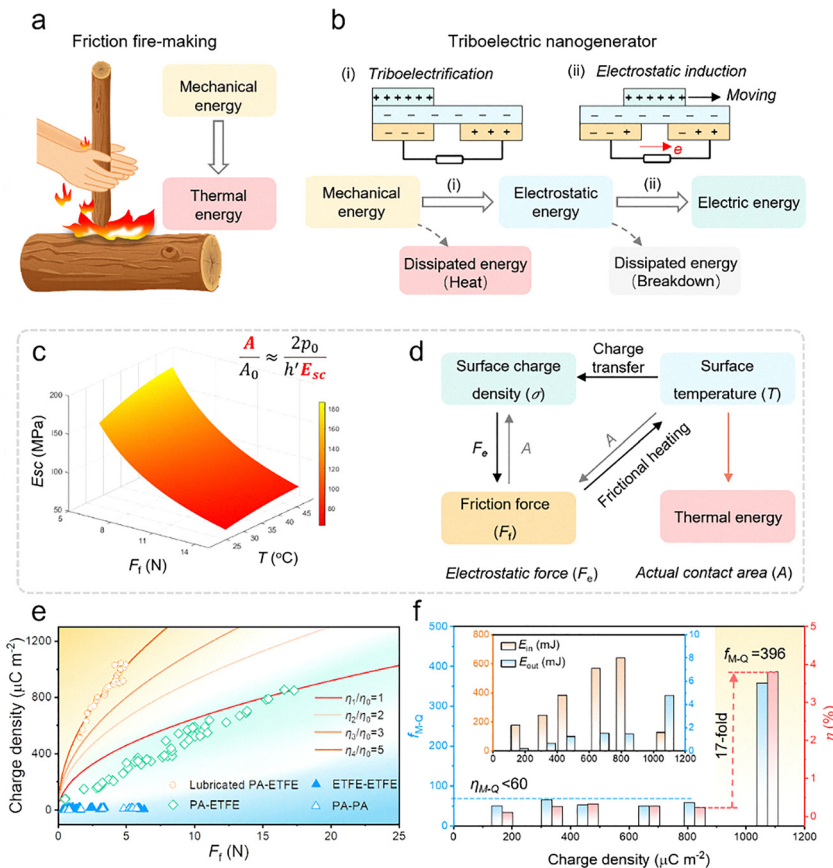 a
Friction fire-making
Mechanical
energy
Thermal
energy
b
Triboelectric nanogenerator
(i) Triboelectrification
+ + + + + +
− − − − − −
− − − + + +
(ii) Electrostatic induction
Moving
+ + + + + +
− − − − − −
− − + − + +
e
Mechanical
energy
(i)
Electrostatic
energy
(ii)
Electric energy
Dissipated energy
(Heat)
Dissipated energy
(Breakdown)
c
A/A0 ≈ 2p0/h′Esc
Esc (MPa)
200
150
100
50
5
8
11
14
Ff (N)
25
30
35
40
45
T (°C)
180
160
140
120
100
80
d
Surface charge
density (σ)
Charge
transfer
Surface
temperature (T)
Fe
A
A
Frictional heating
Friction force
(Ff)
Thermal energy
Electrostatic force (Fe)
Actual contact area (A)
e
Charge density (μC m−2)
1200
900
600
300
0
η1/η0=1
η2/η0=2
η3/η0=3
η4/η0=5
Lubricated PA-ETFE
ETFE-ETFE
PA-ETFE
PA-PA
0 5 10 15 20 25
Ff (N)
f
fM-Q
500
400
300
200
100
0
800
600
400
200
0
Ein (mJ)
Eout (mJ)
10
8
6
4
2
0
0 200 400 600 800 1000 1200
fM-Q =396
17-fold
ηM-Q <60
5
4
3
2
1
0
η (%)
0 200 400 600 800 1000 1200
Charge density (μC m−2)